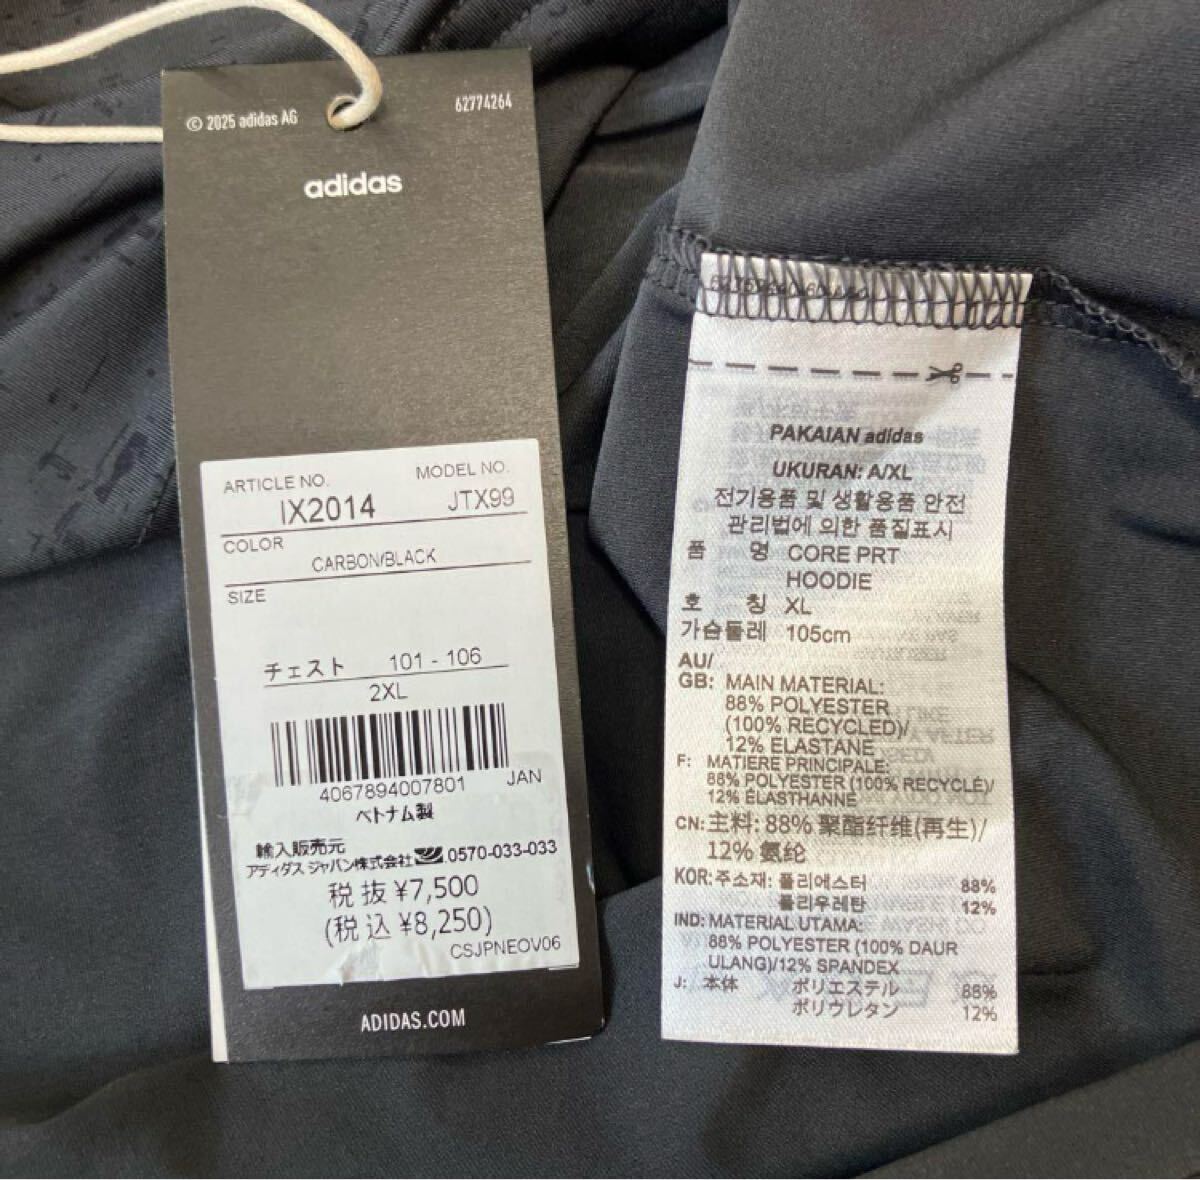 © 2025 adidas AG
62774264
adidas
ARTICLE NO.
MODEL NO.
IX2014
JTX99
COLOR
CARBON/BLACK
SIZE
チェスト 101 - 106
2XL
4067894007801
JAN
ベトナム製
輸入販売元
アディダス ジャパン株式会社 0570-033-033
税 抜 ¥7,500
(税 込 ¥8,250)
CSJPNEOV06
ADIDAS.COM
PAKAIAN adidas
UKURAN: A/XL
전기용품 및 생활용품 안전
관리법에 의한 품질표시
품 명 CORE PRT
HOODIE
호 칭 XL
가슴둘레 105cm
AU/
GB: MAIN MATERIAL:
88% POLYESTER
(100% RECYCLED)/
12% ELASTANE
F: MATIERE PRINCIPALE:
88% POLYESTER (100% RECYCLÉ)/
12% ÉLASTHANNE
CN: 主料: 88% 聚酯纤维(再生)/
12% 氨纶
KOR: 주소재: 폴리에스터 88%
폴리우레탄 12%
IND: MATERIAL UTAMA:
88% POLYESTER (100% DAUR
ULANG)/12% SPANDEX
J: 本体 ポリエステル 88%
ポリウレタン 12%